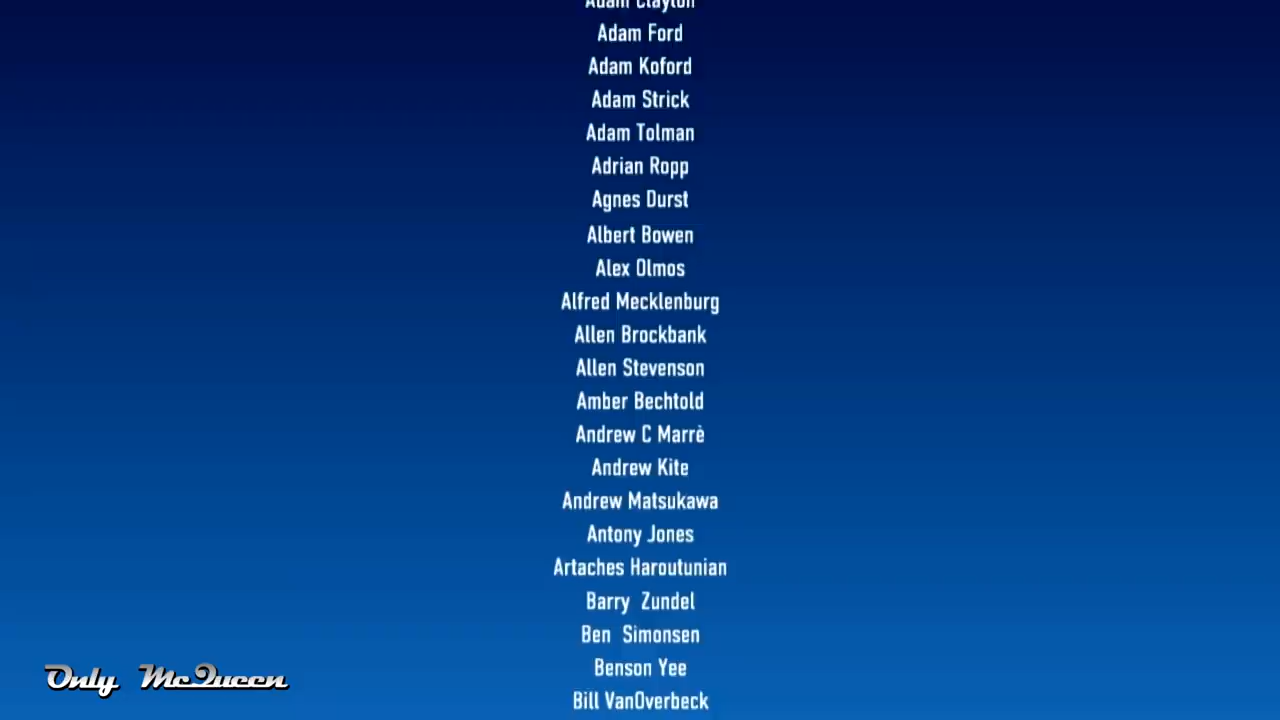 Adam Clayton
Adam Ford
Adam Koford
Adam Strick
Adam Tolman
Adrian Ropp
Agnes Durst
Albert Bowen
Alex Olmos
Alfred Mecklenburg
Allen Brockbank
Allen Stevenson
Amber Bechtold
Andrew C Marrè
Andrew Kite
Andrew Matsukawa
Antony Jones
Artaches Haroutunian
Barry Zundel
Ben Simonsen
Benson Yee
Bill VanOverbeck
Only McQueen